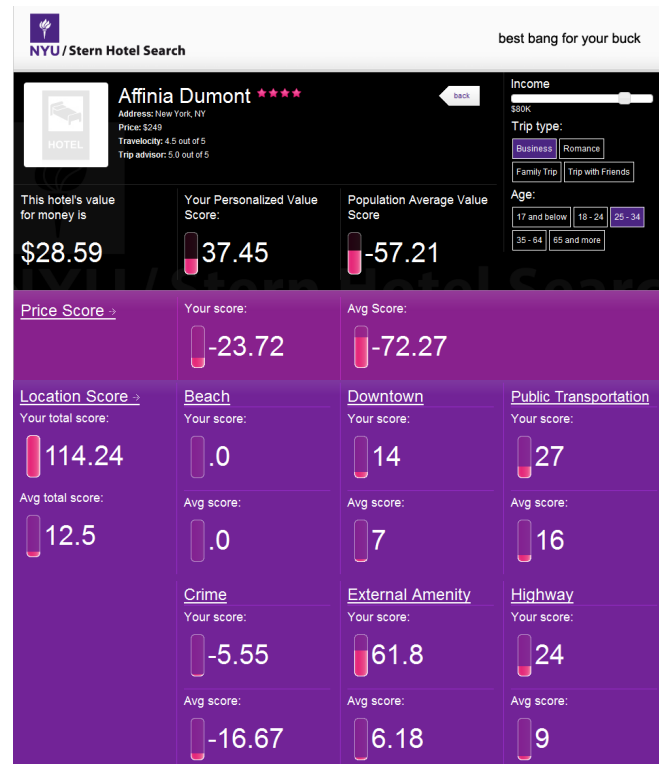 NYU / Stern Hotel Search
best bang for your buck
HOTEL
Affinia Dumont
Address: New York, NY
Price: $249
Travelocity: 4.5 out of 5
Trip advisor: 5.0 out of 5
back
Income
$80K
Trip type:
Business Romance
Family Trip Trip with Friends
Age:
17 and below 18 - 24 25 - 34
35 - 64 65 and more
This hotel's value
for money is
$28.59
Your Personalized Value
Score:
37.45
Population Average Value
Score
-57.21
NYU / Stern Hotel Sear
Price Score →
Your score:
-23.72
Avg Score:
-72.27
Location Score →
Your total score:
114.24
Avg total score:
12.5
Beach
Your score:
.0
Avg score:
.0
Downtown
Your score:
14
Avg score:
7
Public Transportation
Your score:
27
Avg score:
16
Crime
Your score:
-5.55
Avg score:
-16.67
External Amenity
Your score:
61.8
Avg score:
6.18
Highway
Your score:
24
Avg score:
9